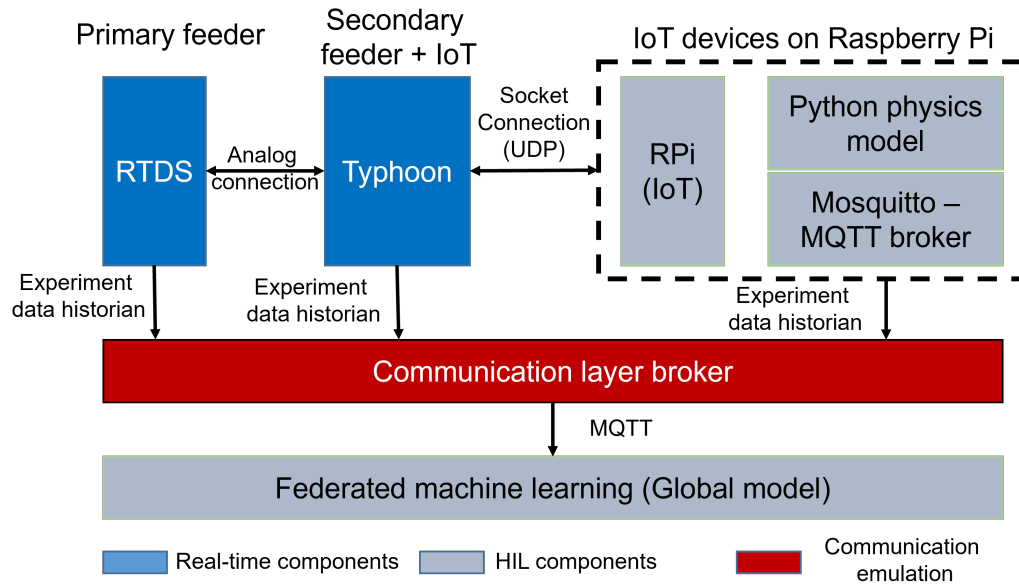 Primary feeder
Secondary
feeder + IoT
IoT devices on Raspberry Pi
RTDS
Analog
connection
Typhoon
Socket
Connection
(UDP)
RPi
(IoT)
Python physics
model
Mosquitto –
MQTT broker
Experiment
data historian
Experiment
data historian
Experiment
data historian
Communication layer broker
MQTT
Federated machine learning (Global model)
Real-time components
HIL components
Communication
emulation